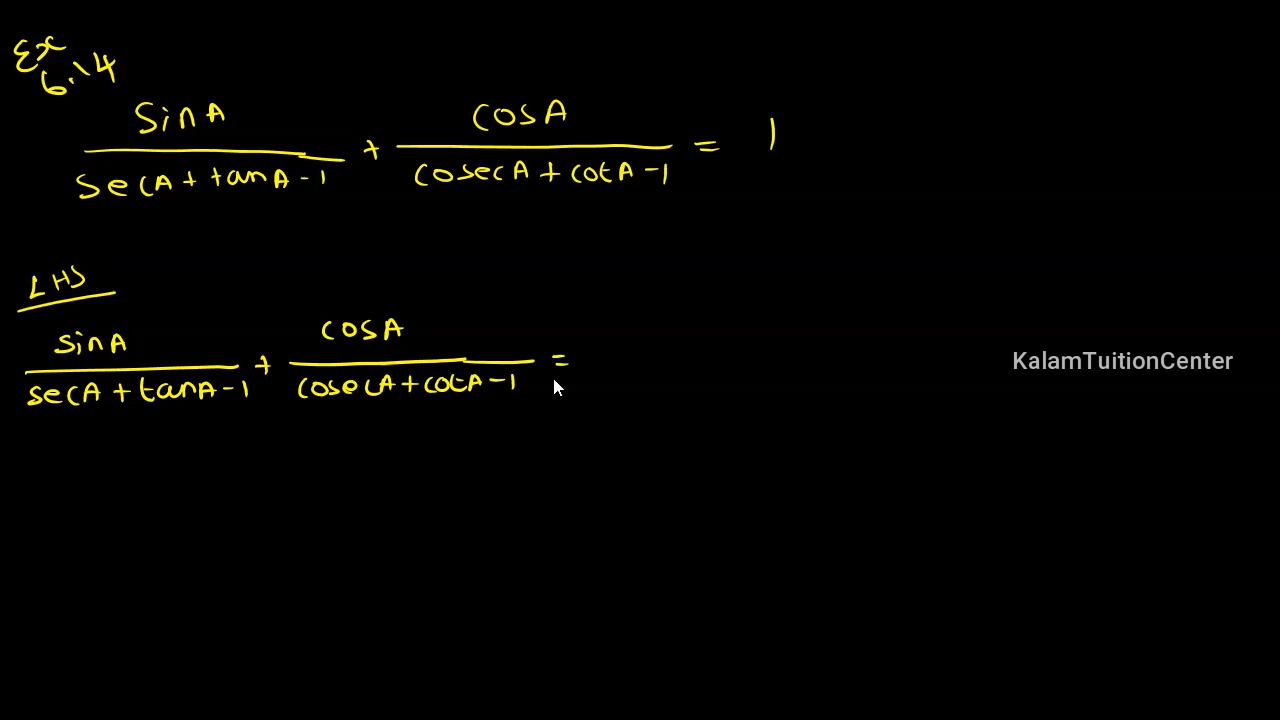 Ex 6.14
SinA / (SecA + tanA - 1) + cosA / (cosecA + cotA - 1) = 1
LHS
sinA / (secA + tanA - 1) + cosA / (cosecA + cotA - 1) =
KalamTuitionCenter